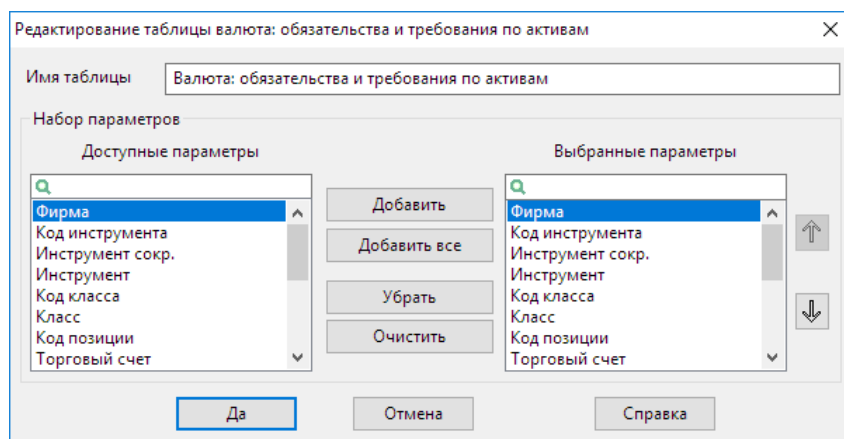 Редактирование таблицы валюта: обязательства и требования по активам
Имя таблицы
Валюта: обязательства и требования по активам
Набор параметров
Доступные параметры
Фирма
Код инструмента
Инструмент сокр.
Инструмент
Код класса
Класс
Код позиции
Торговый счет
Добавить
Добавить все
Убрать
Очистить
Выбранные параметры
Фирма
Код инструмента
Инструмент сокр.
Инструмент
Код класса
Класс
Код позиции
Торговый счет
Да
Отмена
Справка